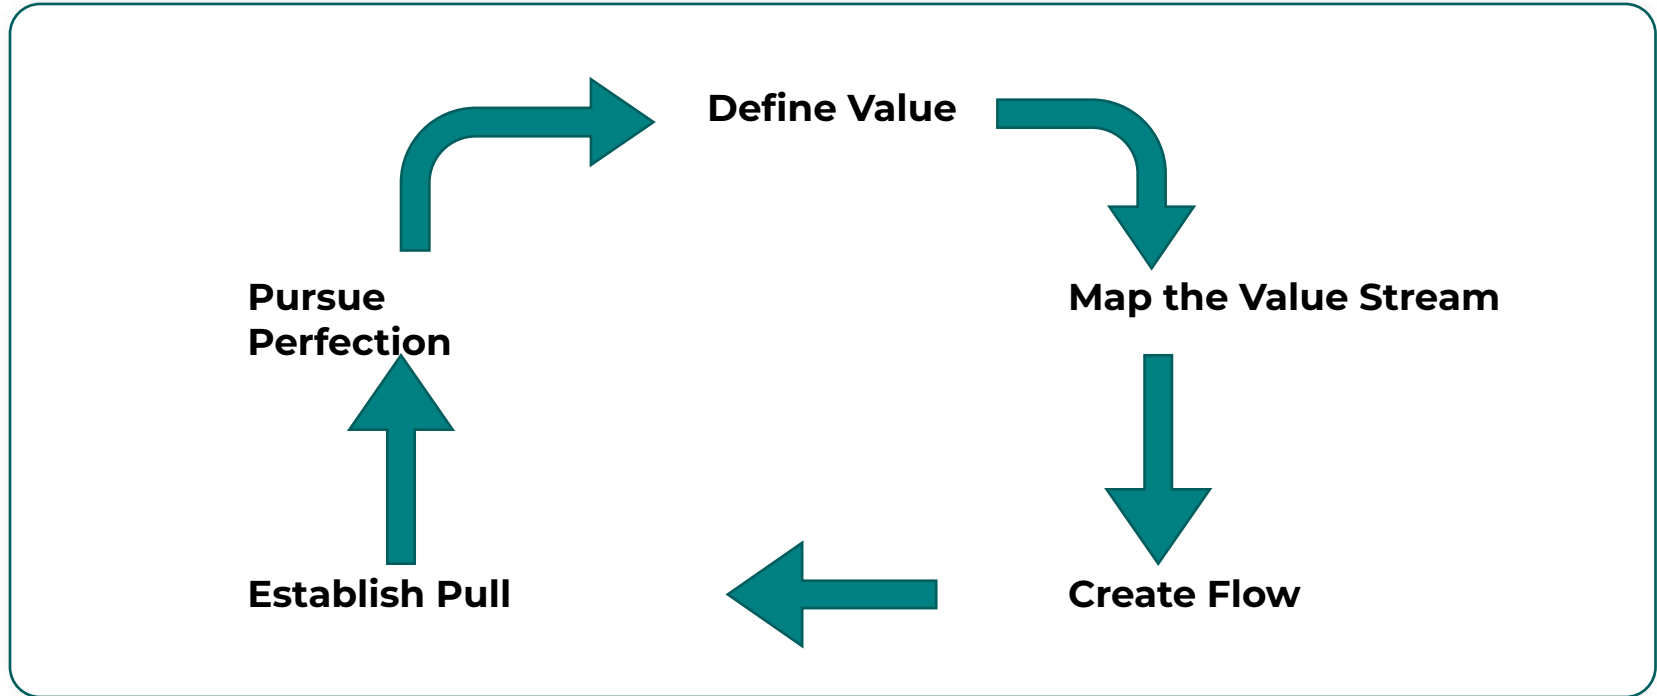 Define Value
Pursue
Perfection
Map the Value Stream
Establish Pull
Create Flow